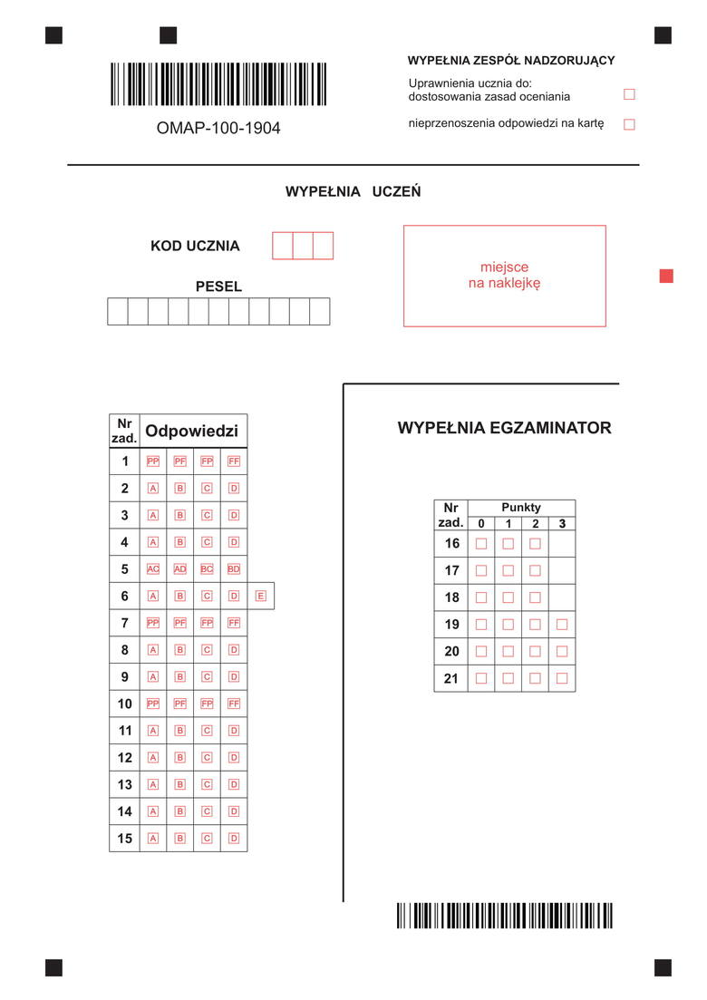 OMAP-100-1904
WYPEŁNIA ZESPÓŁ NADZORUJĄCY
Uprawnienia ucznia do:
dostosowania zasad oceniania
nieprzenoszenia odpowiedzi na kartę
WYPEŁNIA UCZEŃ
KOD UCZNIA
PESEL
miejsce
na naklejkę
Nr zad. Odpowiedzi
1 PP PF FP FF
2 A B C D
3 A B C D
4 A B C D
5 AC AD BC BD
6 A B C D E
7 PP PF FP FF
8 A B C D
9 A B C D
10 PP PF FP FF
11 A B C D
12 A B C D
13 A B C D
14 A B C D
15 A B C D
WYPEŁNIA EGZAMINATOR
Nr zad. Punkty
0 1 2 3
16
17
18
19
20
21